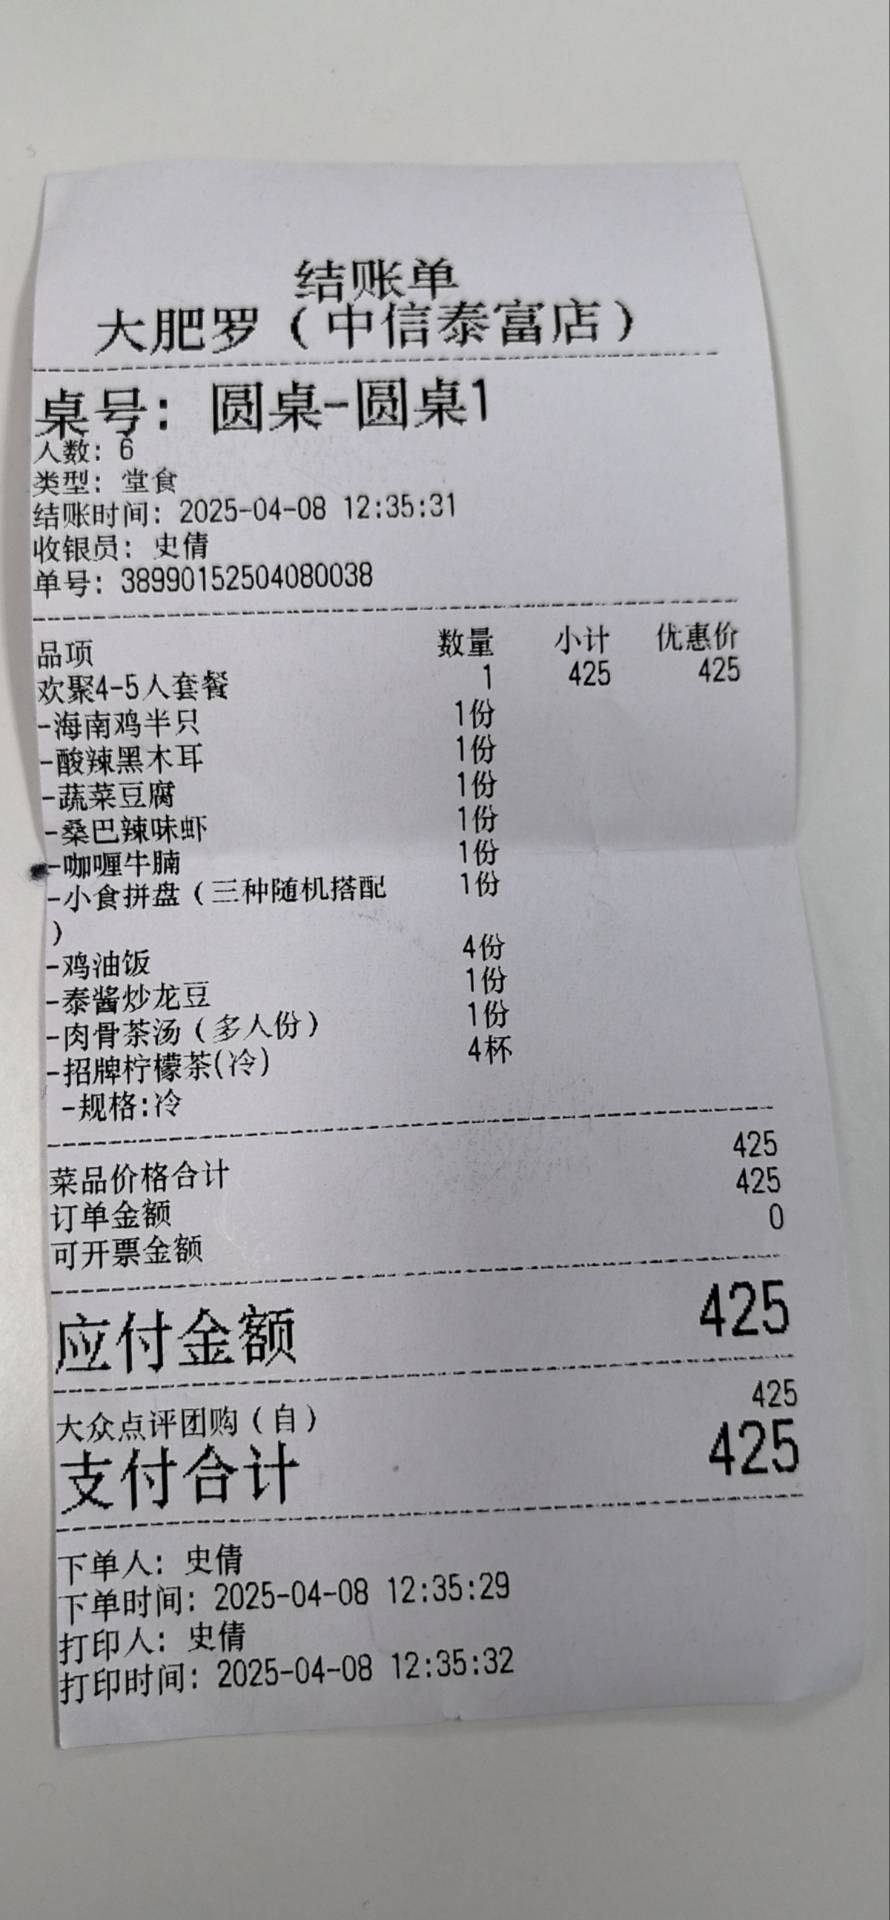 结账单
大肥罗（中信泰富店）
桌号：圆桌-圆桌1
人数：6
类型：堂食
结账时间：2025-04-08 12:35:31
收银员：史倩
单号：38990152504080038
品项 数量 小计 优惠价
欢聚4-5人套餐 1 425 425
-海南鸡半只 1份
-酸辣黑木耳 1份
-蔬菜豆腐 1份
-桑巴辣味虾 1份
-咖喱牛腩 1份
-小食拼盘（三种随机搭配 1份
）
-鸡油饭 4份
-泰酱炒龙豆 1份
-肉骨茶汤（多人份） 1份
-招牌柠檬茶(冷) 4杯
-规格:冷
菜品价格合计 425
订单金额 425
可开票金额 0
应付金额 425
大众点评团购（自） 425
支付合计 425
下单人：史倩
下单时间：2025-04-08 12:35:29
打印人：史倩
打印时间：2025-04-08 12:35:32